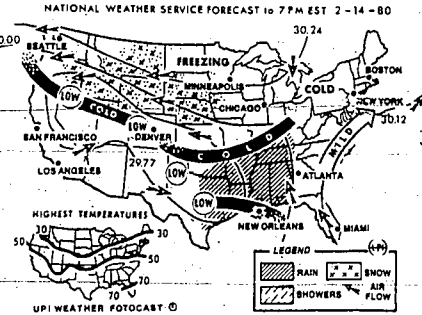 NATIONAL WEATHER SERVICE FORECAST to 7 PM EST 2-14-80
30.24
SEATTLE
FREEZING
BOSTON
MINNEAPOLIS
COLD
NEW YORK
LOW
COLD
LOW
CHICAGO
30.12
SAN FRANCISCO
DENVER
COLD
MILD
29.77
LOS ANGELES
LOW
ATLANTA
LOW
HIGHEST TEMPERATURES
NEW ORLEANS
MIAMI
30
30
LEGEND
UPI
50
50
RAIN
SNOW
70
SHOWERS
AIR
FLOW
70
UPI WEATHER FOTOCAST